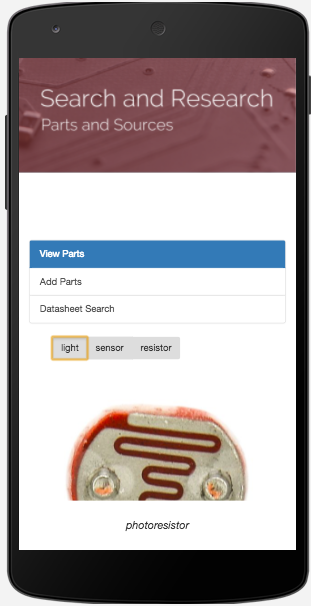 Search and Research
Parts and Sources
View Parts
Add Parts
Datasheet Search
light sensor resistor
photoresistor